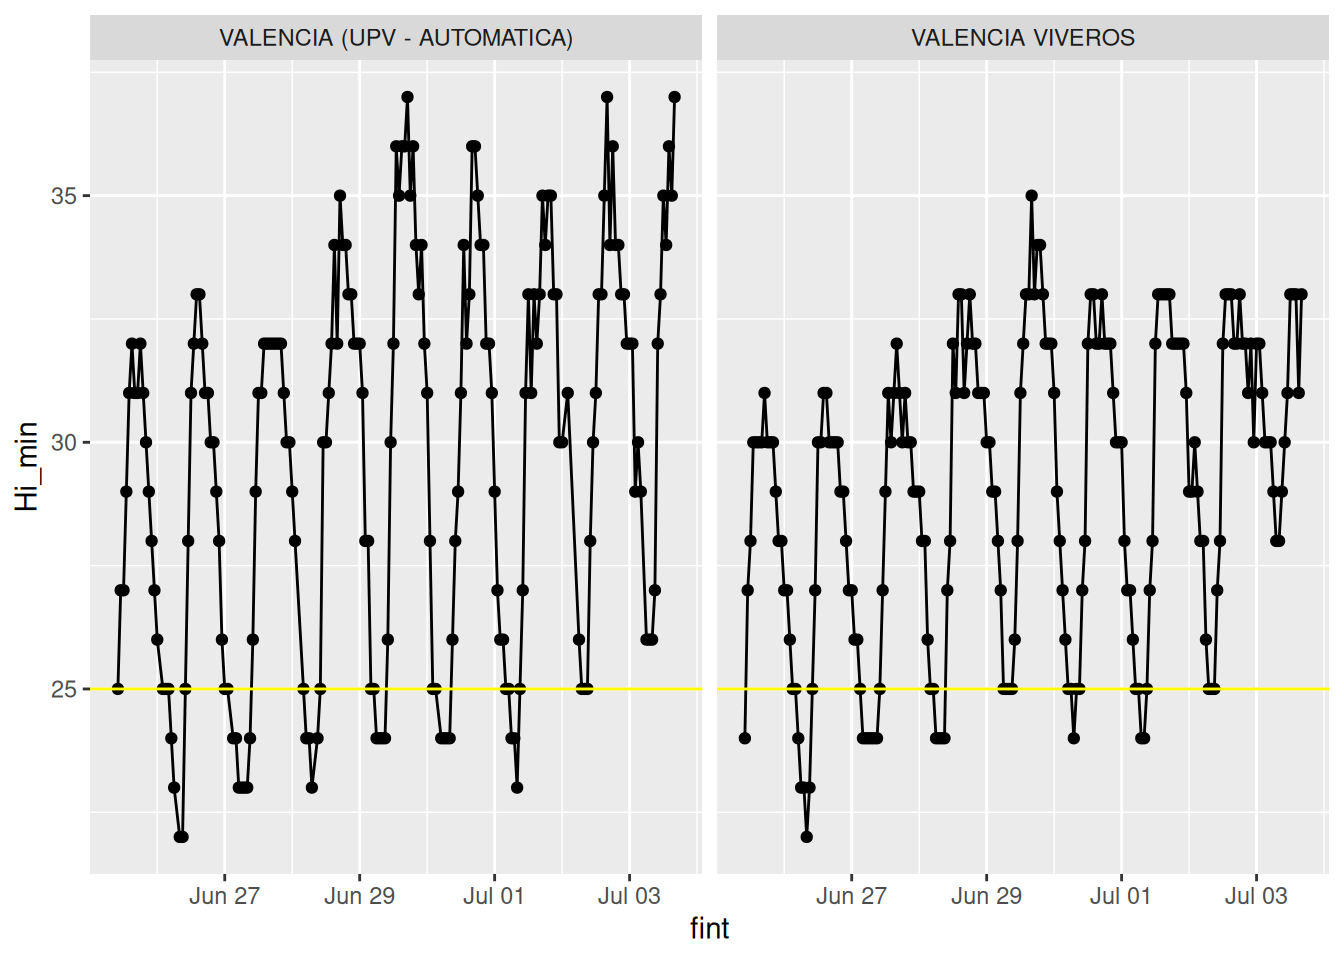 VALENCIA (UPV - AUTOMATICA)
VALENCIA VIVEROS
Hi_min
35
30
25
Jun 27
Jun 29
Jul 01
Jul 03
Jun 27
Jun 29
Jul 01
Jul 03
fint